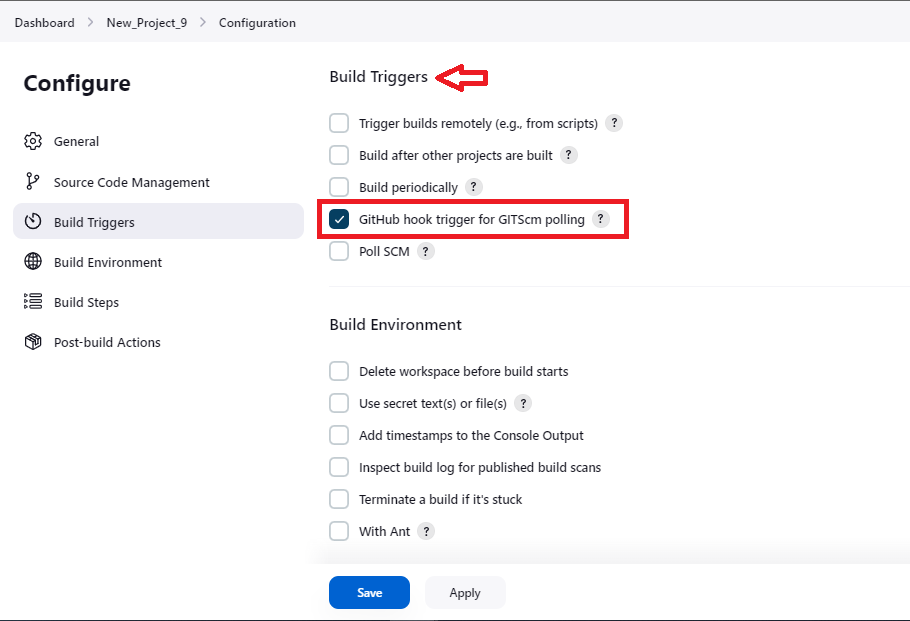 Dashboard > New_Project_9 > Configuration
Configure
General
Source Code Management
Build Triggers
Build Environment
Build Steps
Post-build Actions
Build Triggers
Trigger builds remotely (e.g., from scripts) ?
Build after other projects are built ?
Build periodically ?
GitHub hook trigger for GITScm polling ?
Poll SCM ?
Build Environment
Delete workspace before build starts
Use secret text(s) or file(s) ?
Add timestamps to the Console Output
Inspect build log for published build scans
Terminate a build if it's stuck
With Ant ?
Save Apply